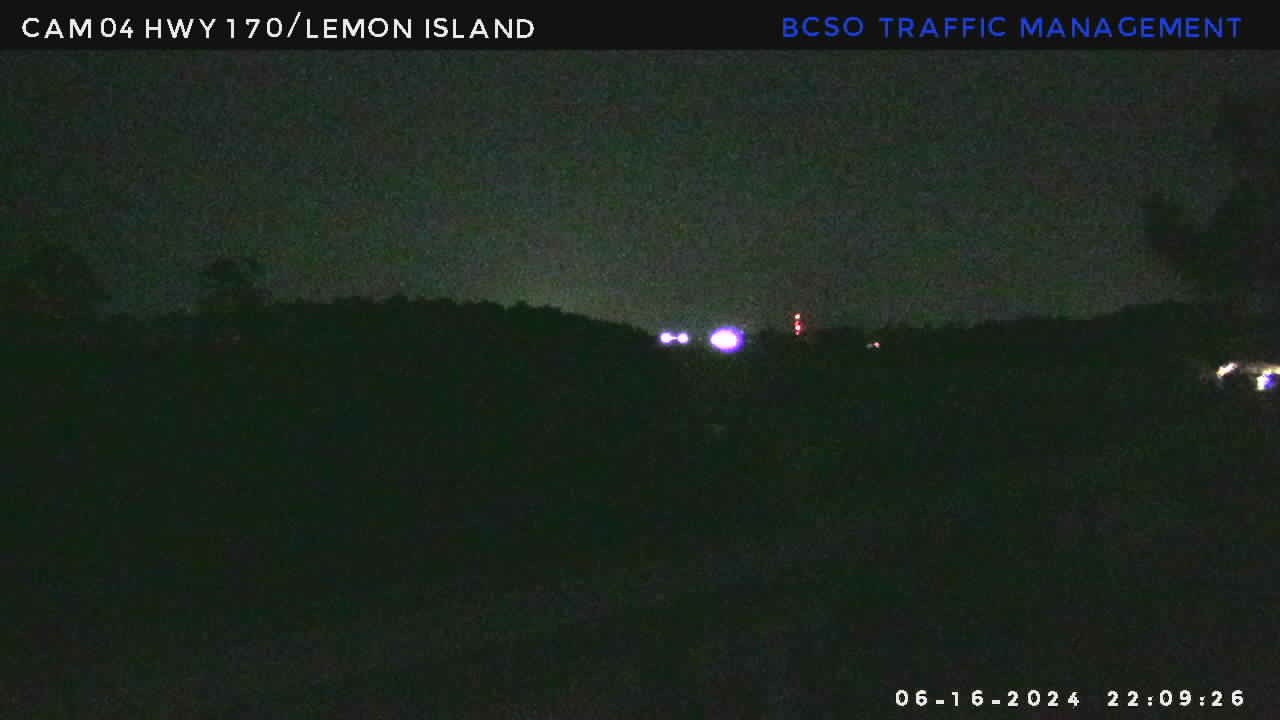 CAM 04 HWY 170/LEMON ISLAND
BCSO TRAFFIC MANAGEMENT
06-16-2024 22:09:26